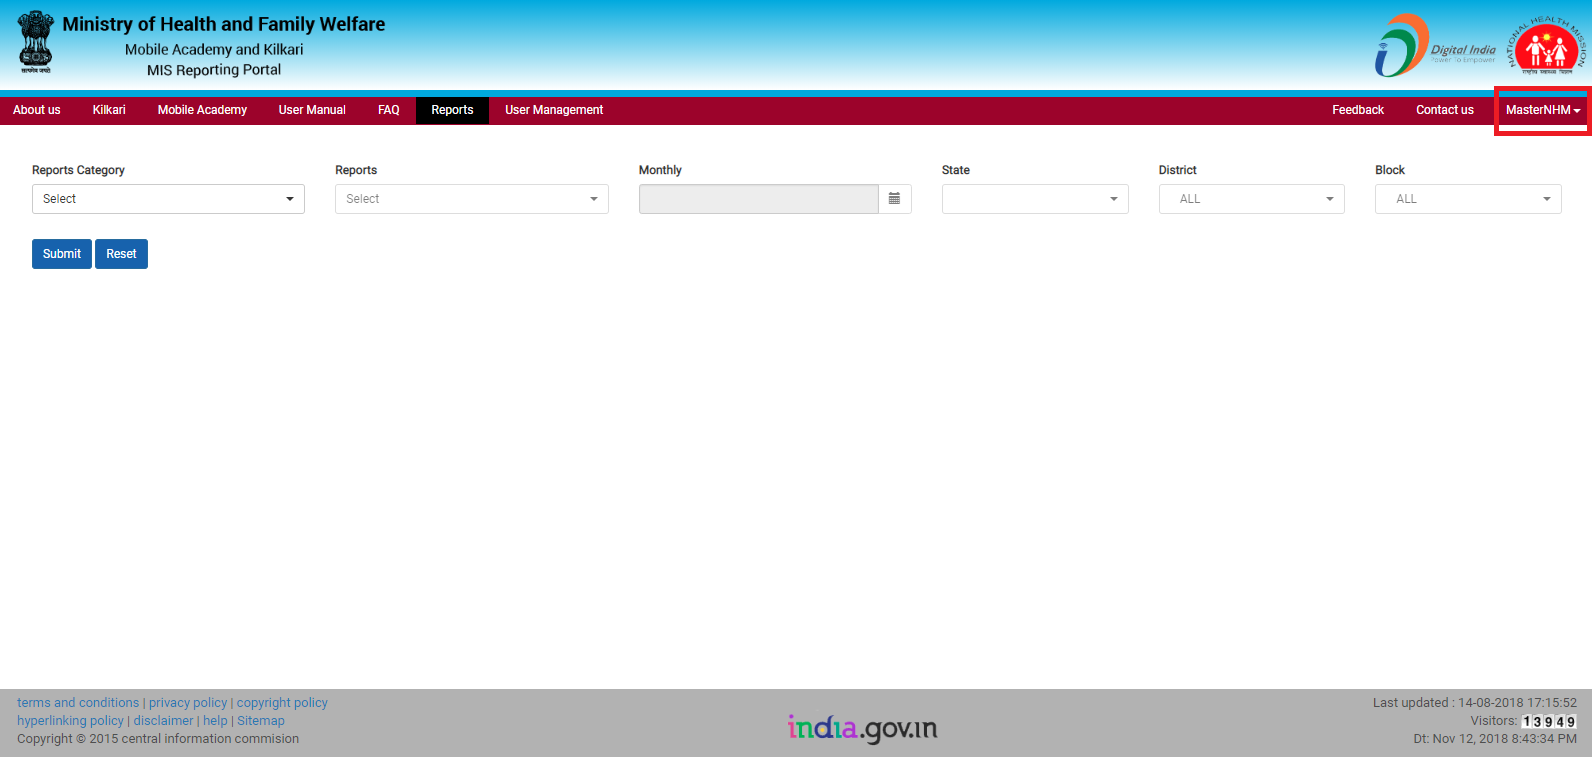 Ministry of Health and Family Welfare
Mobile Academy and Kilkari
MIS Reporting Portal
सत्यमेव जयते
Digital India
Power To Empower
NATIONAL HEALTH MISSION
राष्ट्रीय स्वास्थ्य मिशन
About us Kilkari Mobile Academy User Manual FAQ Reports User Management Feedback Contact us MasterNHM
Reports Category Reports Monthly State District Block
Select Select ALL ALL
Submit Reset
terms and conditions | privacy policy | copyright policy
hyperlinking policy | disclaimer | help | Sitemap
Copyright © 2015 central information commision
india.gov.in
Last updated : 14-08-2018 17:15:52
Visitors: 13949
Dt: Nov 12, 2018 8:43:34 PM